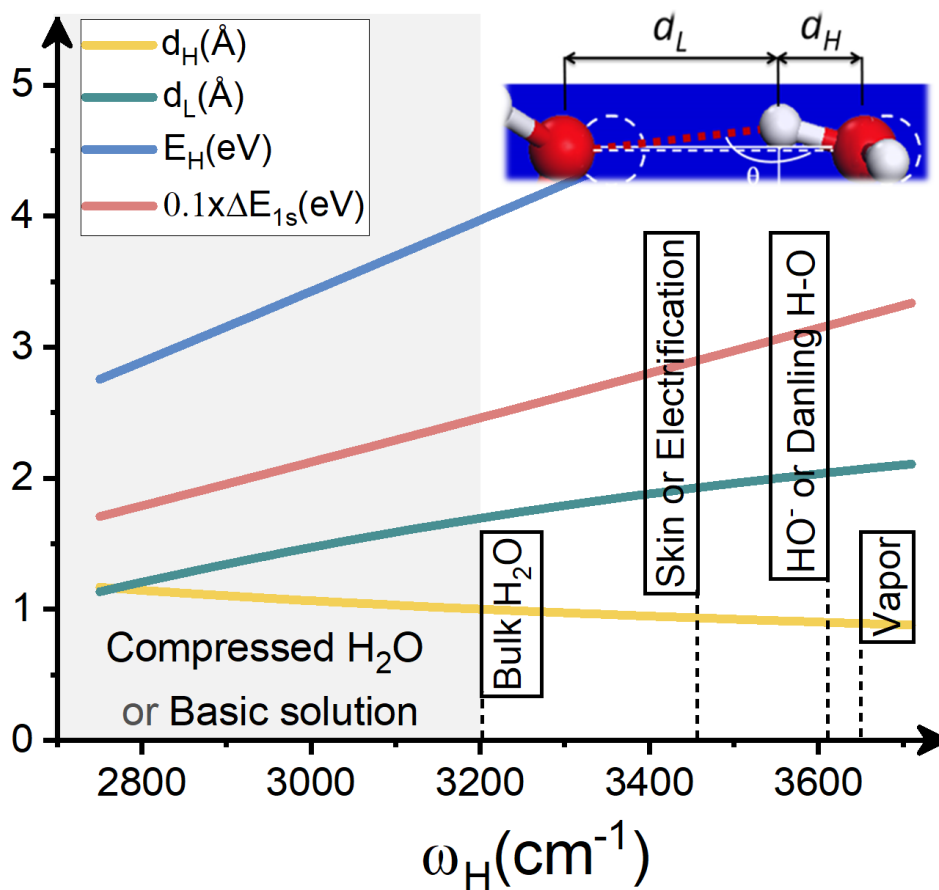 d_H(Å)
d_L(Å)
E_H(eV)
0.1xΔE_1s(eV)
d_L
d_H
θ
5
4
3
2
1
0
Compressed H₂O
or Basic solution
Bulk H₂O
Skin or Electrification
HO⁻ or Danling H-O
Vapor
2800
3000
3200
3400
3600
ω_H(cm⁻¹)